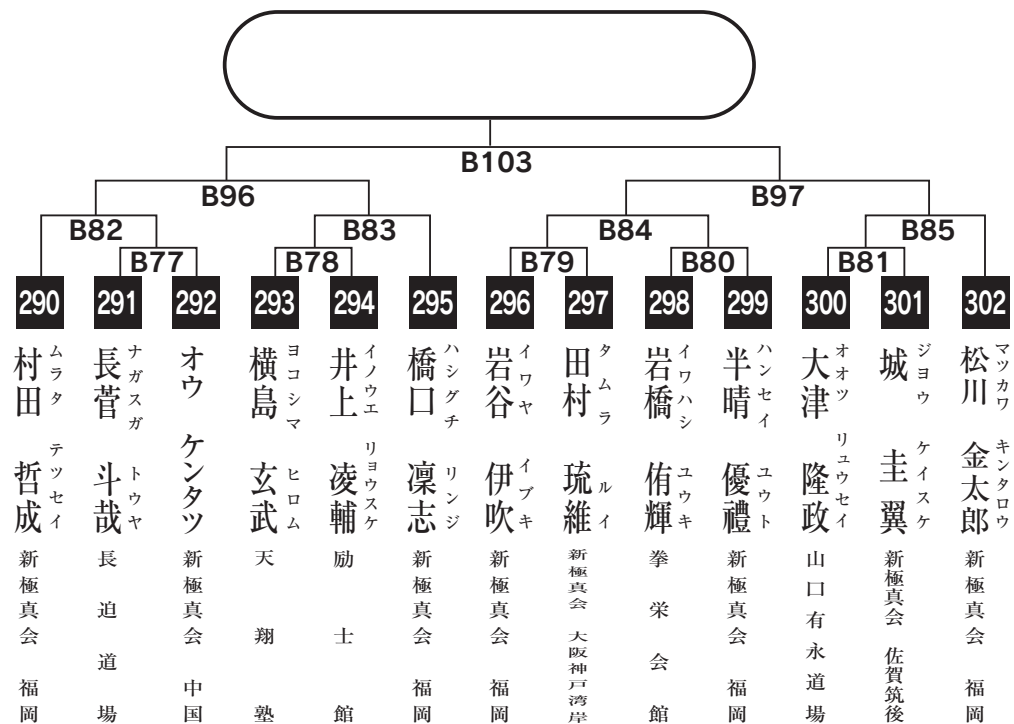 B103
B96
B97
B82
B83
B84
B85
B77
B78
B79
B80
B81
290
291
292
293
294
295
296
297
298
299
300
301
302
村田 哲成
ムラタ テツセイ
新極真会 福岡
長菅 斗哉
ナガスガ トウヤ
長迫道場
オウ ケンタツ
新極真会 中国
横島 玄武
ヨコシマ ヒロム
天翔塾
井上 凌輔
イノウエ リョウスケ
励士館
橋口 凜志
ハシグチ リンジ
新極真会 福岡
岩谷 伊吹
イワヤ イブキ
新極真会 福岡
田村 琉維
タムラ ルイ
新極真会 大阪神戸湾岸
岩橋 侑輝
イワハシ ユウキ
拳栄会館
半晴 優禮
ハンセイ ユウト
新極真会 福岡
大津 隆政
オオツ リュウセイ
山口有永道場
城 圭翼
ジョウ ケイスケ
新極真会 佐賀筑後
松川 金太郎
マツカワ キンタロウ
新極真会 福岡